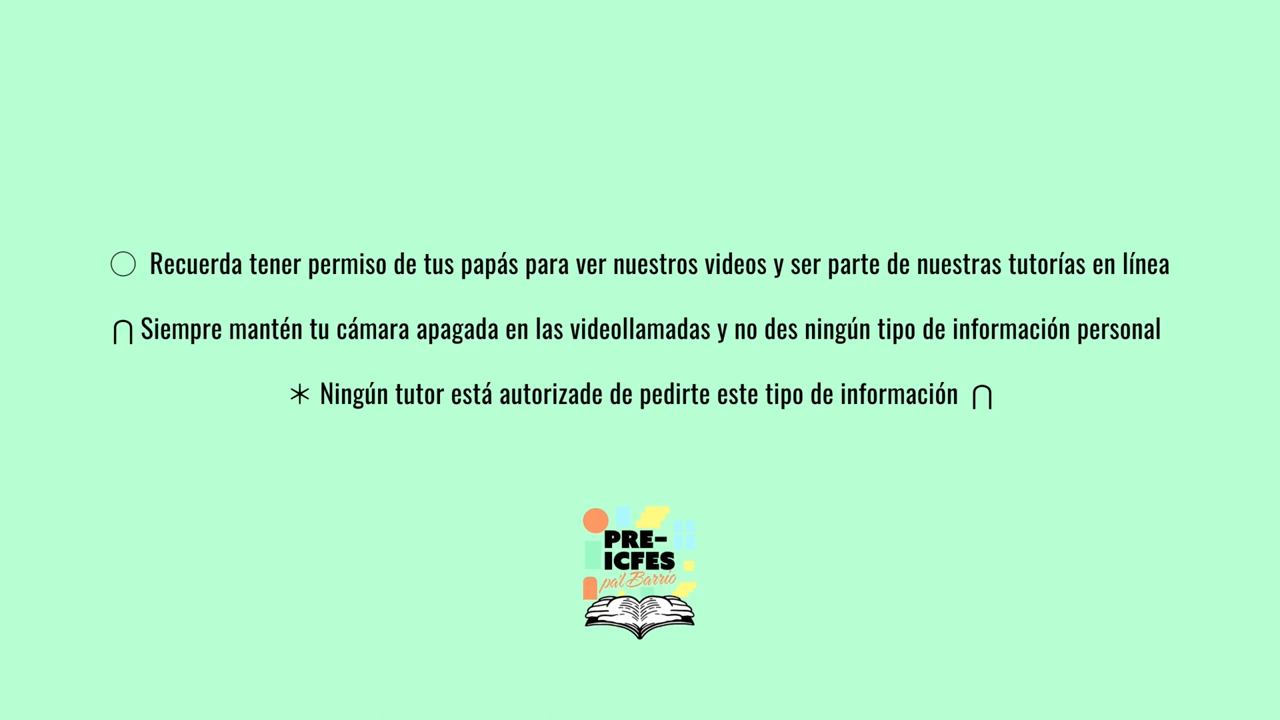 ○ Recuerda tener permiso de tus papás para ver nuestros videos y ser parte de nuestras tutorías en línea
⋂ Siempre mantén tu cámara apagada en las videollamadas y no des ningún tipo de información personal
＊ Ningún tutor está autorizade de pedirte este tipo de información ⋂
PRE-
ICFES
pa'l Barrio